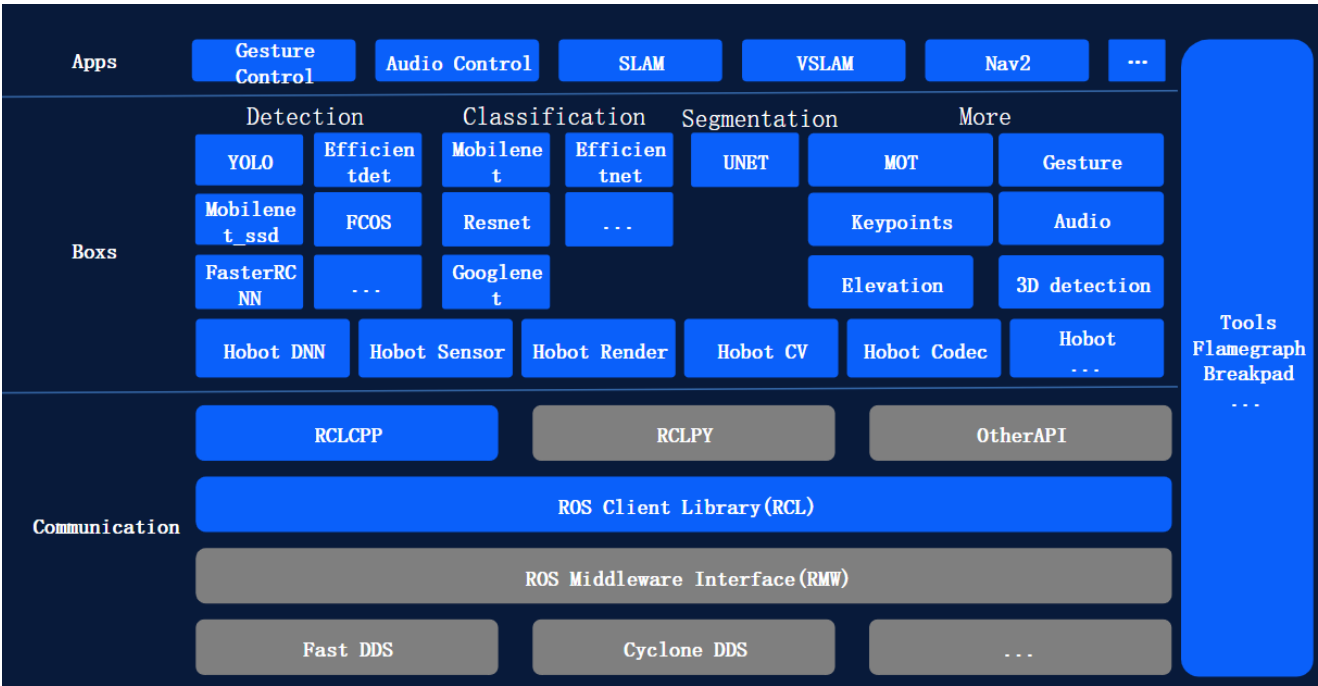 Apps
Gesture
Control
Audio Control
SLAM
VSLAM
Nav2
...
Boxs
Detection
Classification
Segmentation
More
YOLO
Efficien
tdet
Mobilene
t
Efficien
tnet
UNET
MOT
Gesture
Mobilene
t_ssd
FCOS
Resnet
...
Keypoints
Audio
FasterRC
NN
...
Googlene
t
Elevation
3D detection
Hobot DNN
Hobot Sensor
Hobot Render
Hobot CV
Hobot Codec
Hobot
...
Communication
RCLCPP
RCLPY
OtherAPI
ROS Client Library(RCL)
ROS Middleware Interface(RMW)
Fast DDS
Cyclone DDS
...
Tools
Flamegraph
Breakpad
...